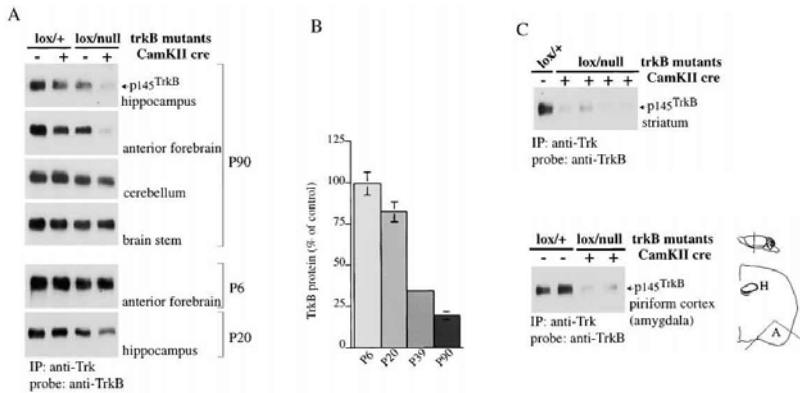 A
lox/+ lox/null trkB mutants
- + - + CamKII cre
p145TrkB
hippocampus
anterior forebrain
cerebellum
brain stem
P90
anterior forebrain
P6
hippocampus
P20
IP: anti-Trk
probe: anti-TrkB
B
TrkB protein (% of control)
125
100
75
50
25
0
P6 P20 P39 P90
C
lox/+ lox/null trkB mutants
- + + + + CamKII cre
p145TrkB
striatum
IP: anti-Trk
probe: anti-TrkB
lox/+ lox/null trkB mutants
- - + + CamKII cre
p145TrkB
piriform cortex
(amygdala)
IP: anti-Trk
probe: anti-TrkB
H
A